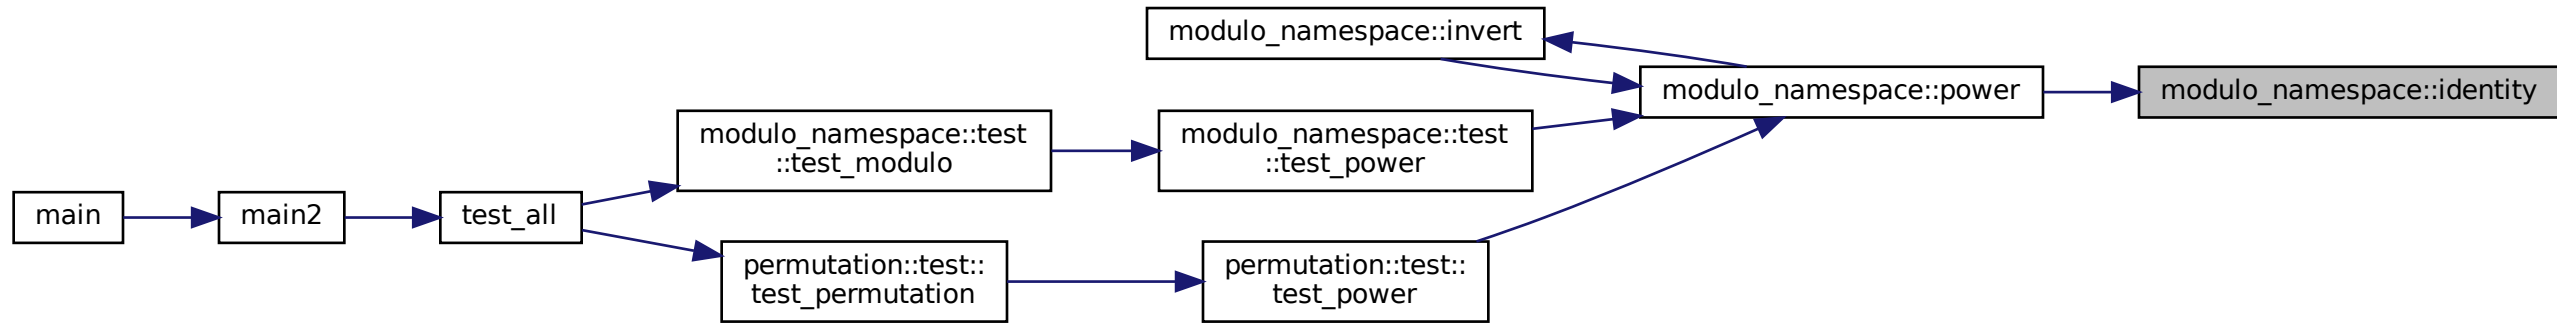 modulo_namespace::invert
modulo_namespace::power
modulo_namespace::identity
modulo_namespace::test
::test_modulo
modulo_namespace::test
::test_power
main
main2
test_all
permutation::test::
test_permutation
permutation::test::
test_power